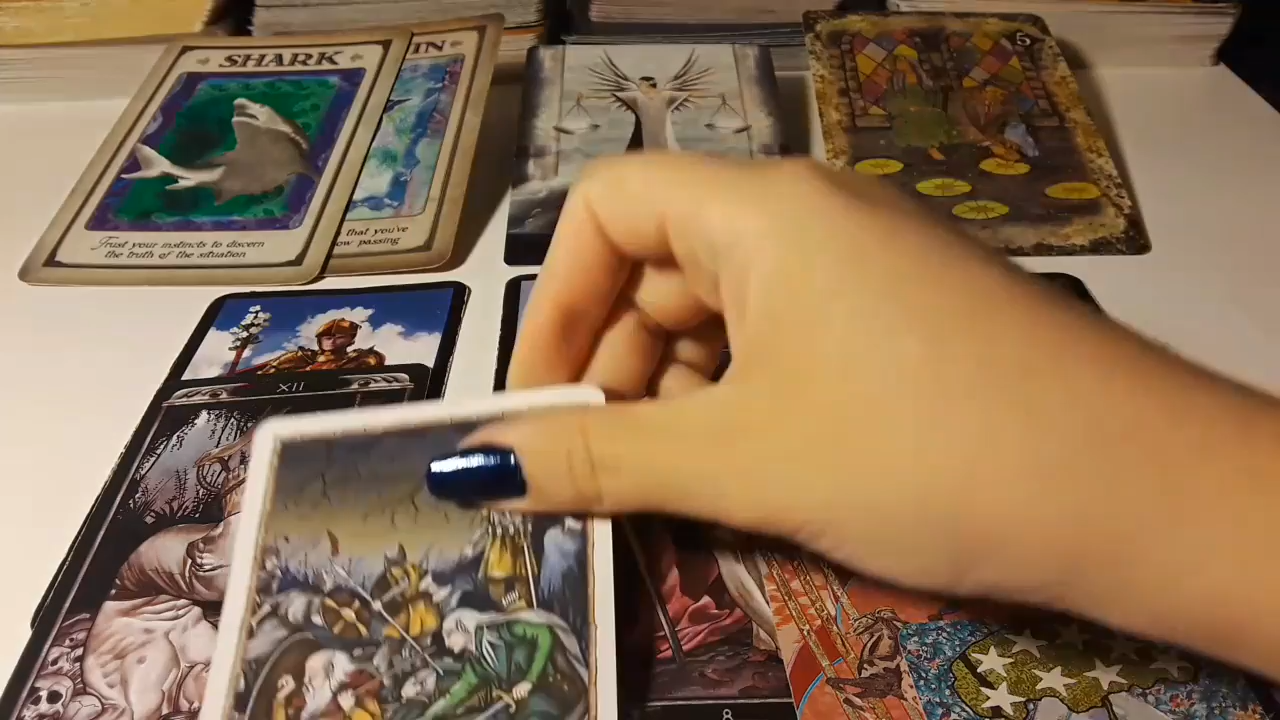 SHARK
Trust your instincts to discern
the truth of the situation
IN
that you've
ow passing
5
XII
8